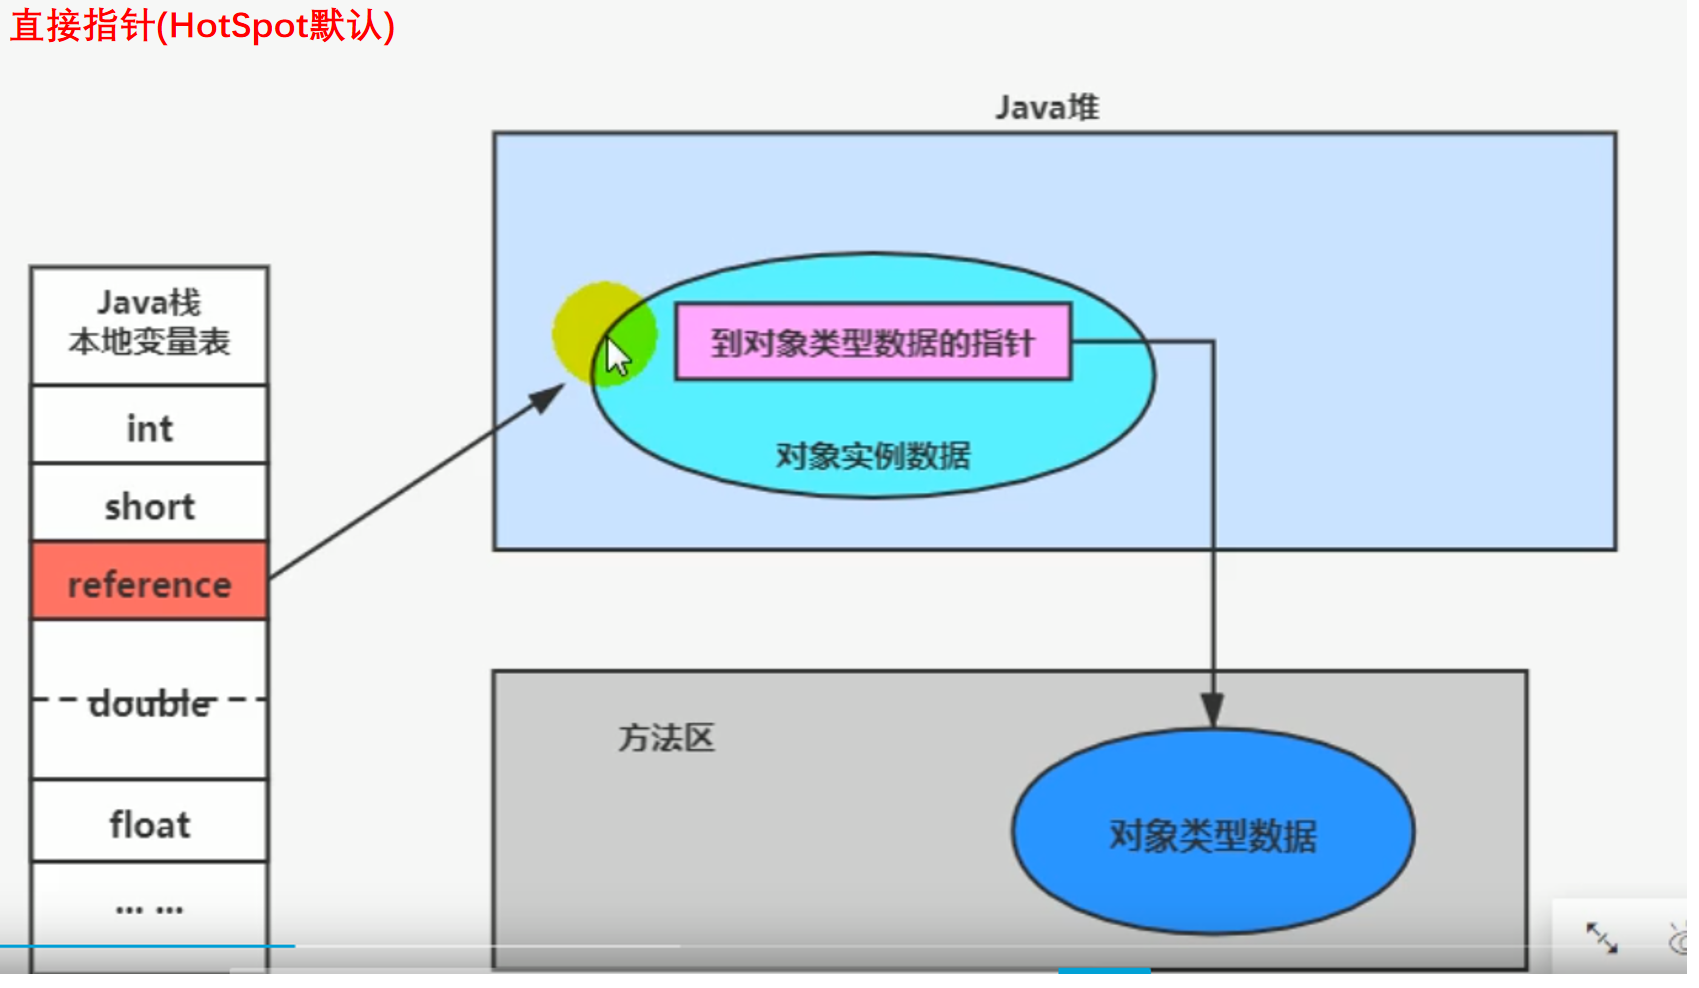 直接指针(HotSpot默认)
Java堆
Java栈
本地变量表
int
short
reference
double
float
... ...
到对象类型数据的指针
对象实例数据
方法区
对象类型数据